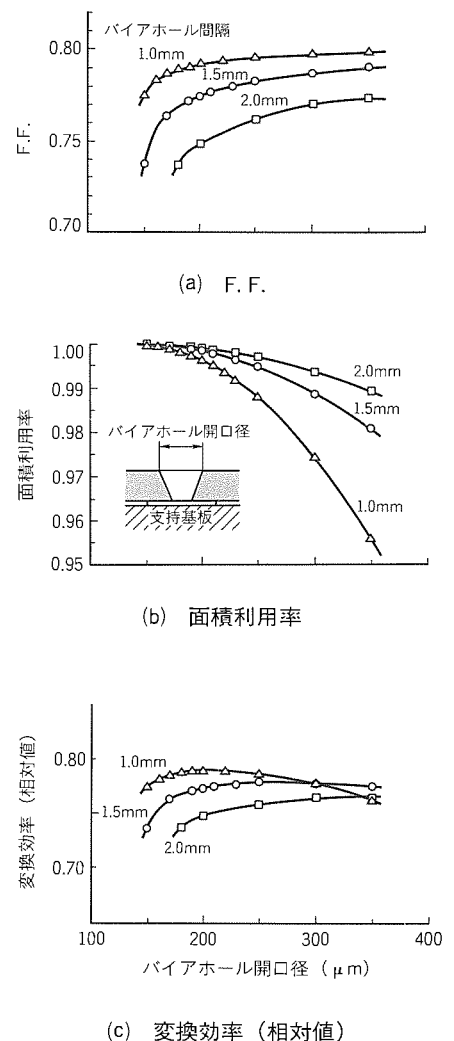 バイアホール間隔
0.80
1.0mm
1.5mm
2.0mm
0.75
F.F.
0.70
(a) F. F.
1.00
0.99
0.98
0.97
0.96
0.95
面積利用率
2.0mm
1.5mm
1.0mm
バイアホール開口径
支持基板
(b) 面積利用率
0.80
0.70
変換効率(相対値)
1.0mm
1.5mm
2.0mm
100 200 300 400
バイアホール開口径(μm)
(c) 変換効率(相対値)